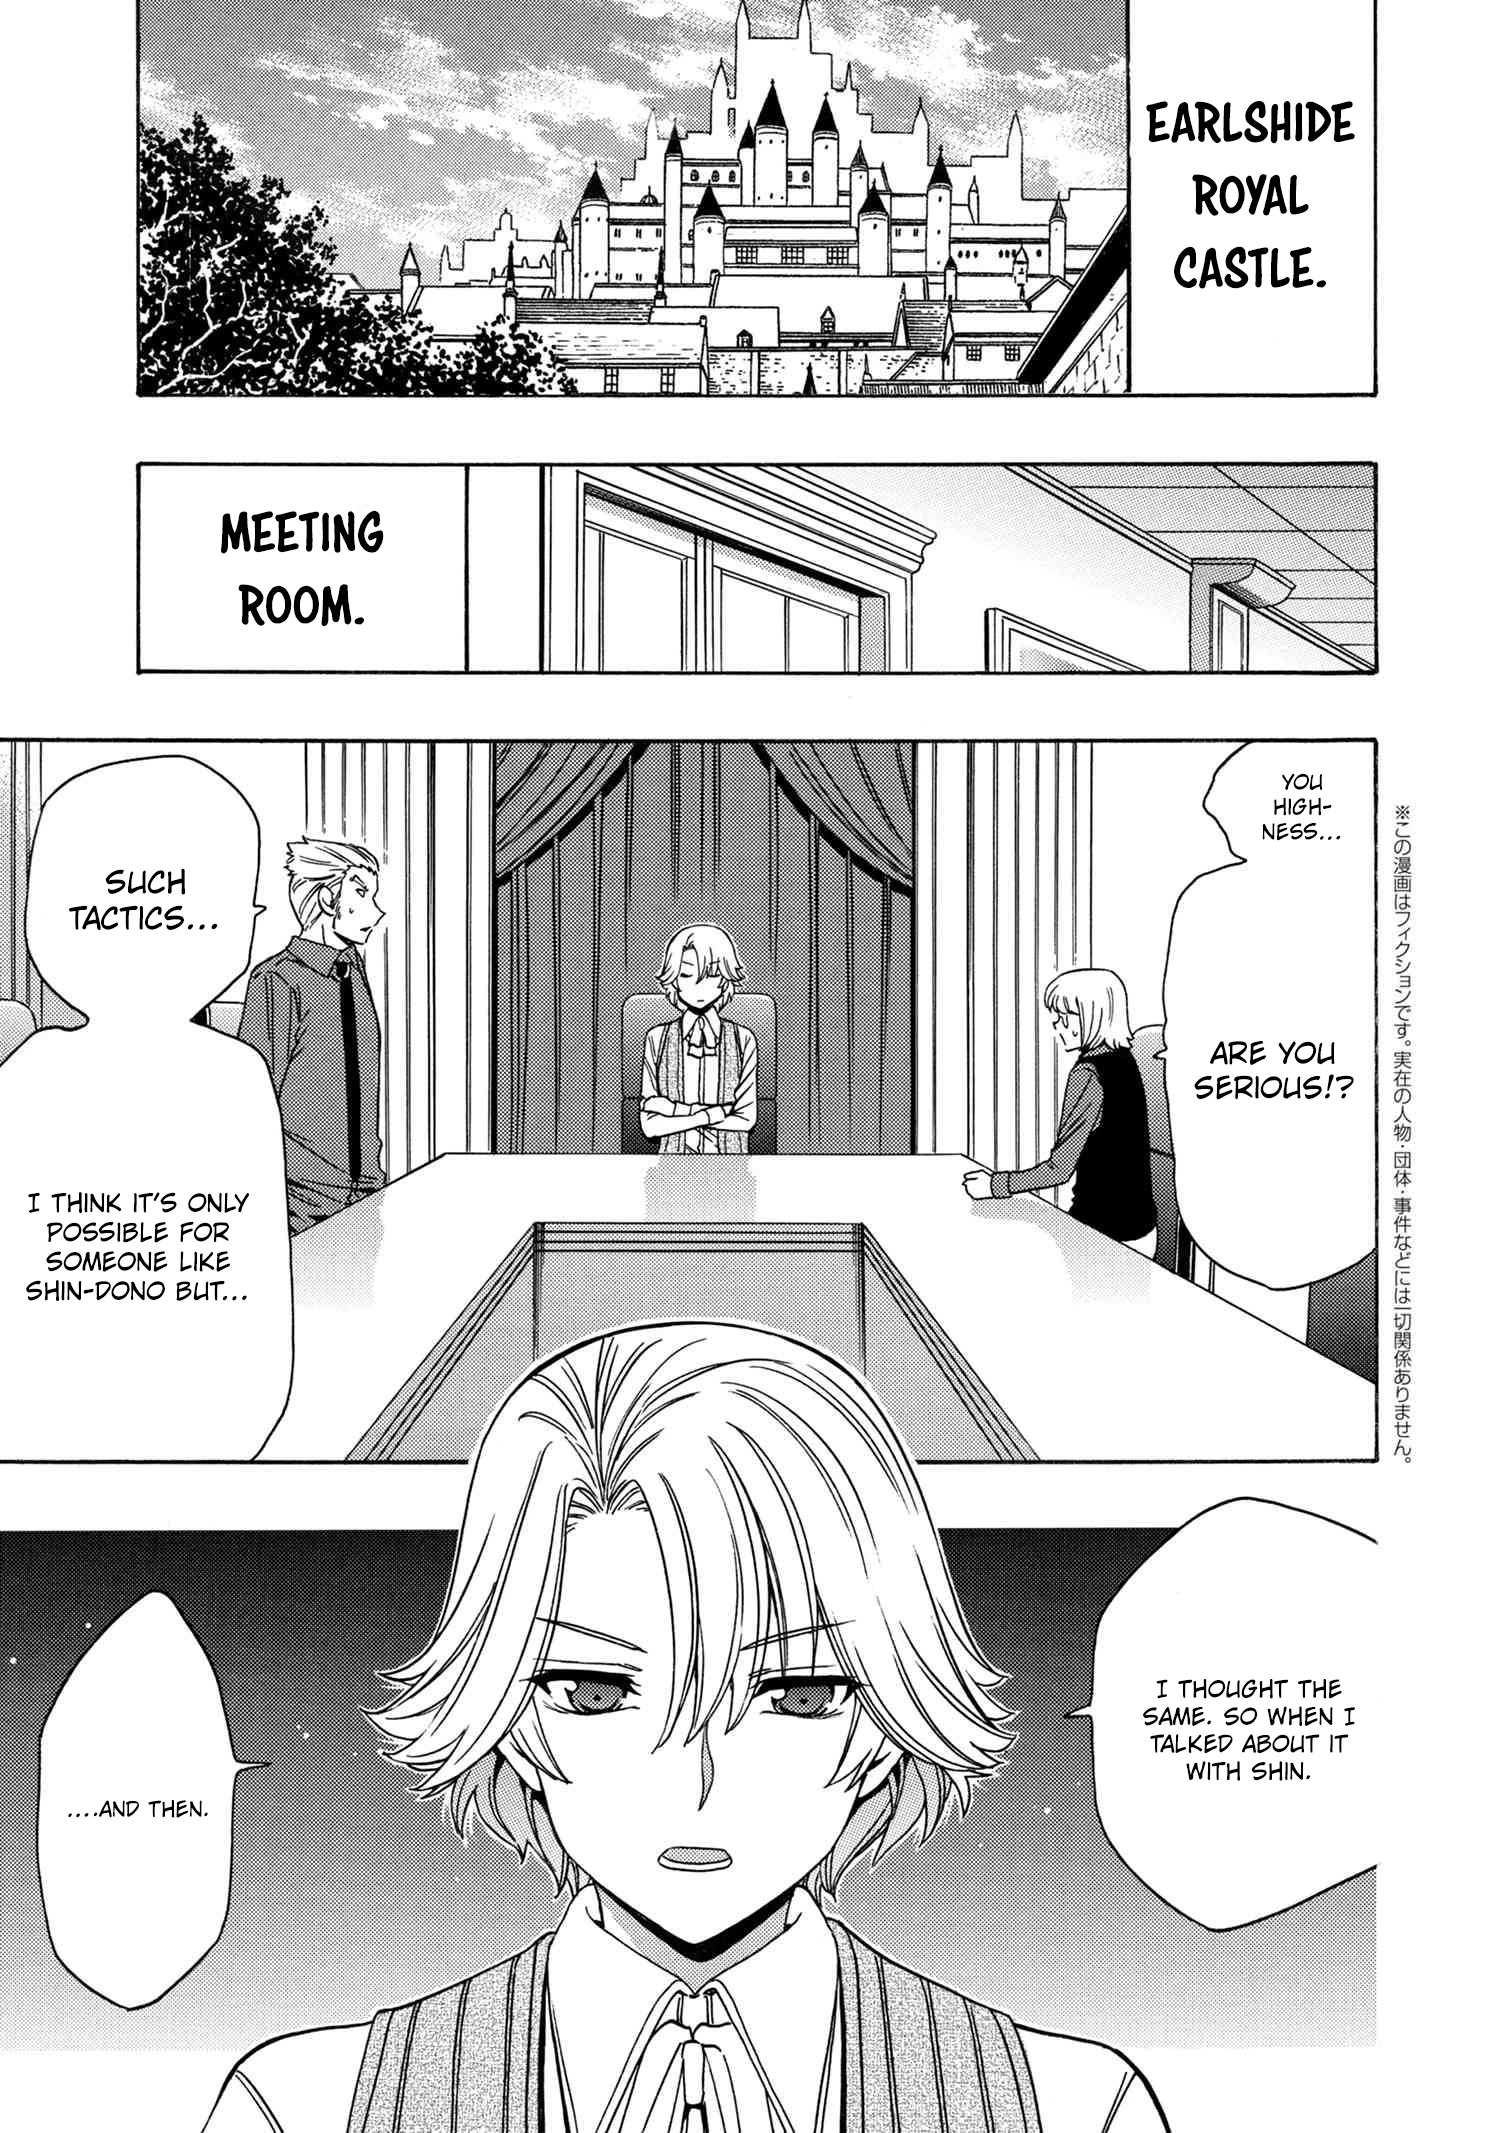 EARLSHIDE
ROYAL
CASTLE.
MEETING
ROOM.
YOU
HIGH-
NESS...
ARE YOU
SERIOUS!?
SUCH
TACTICS...
I THINK IT'S ONLY
POSSIBLE FOR
SOMEONE LIKE
SHIN-DONO BUT...
※この漫画はフィクションです。実在の人物・団体・事件などには一切関係ありません。
I THOUGHT THE
SAME. SO WHEN I
TALKED ABOUT IT
WITH SHIN.
....AND THEN.